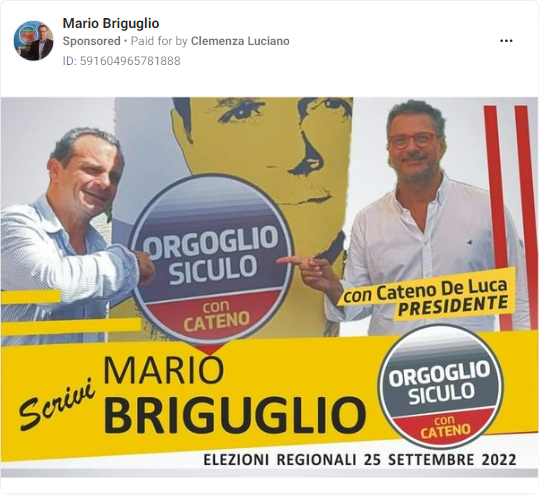 Mario Briguglio
Sponsored • Paid for by Clemenza Luciano
ID: 591604965781888
ORGOGLIO
SICULO
con
CATENO
con Cateno De Luca
PRESIDENTE
Scrivi
MARIO
BRIGUGLIO
ORGOGLIO
SICULO
con
CATENO
ELEZIONI REGIONALI 25 SETTEMBRE 2022